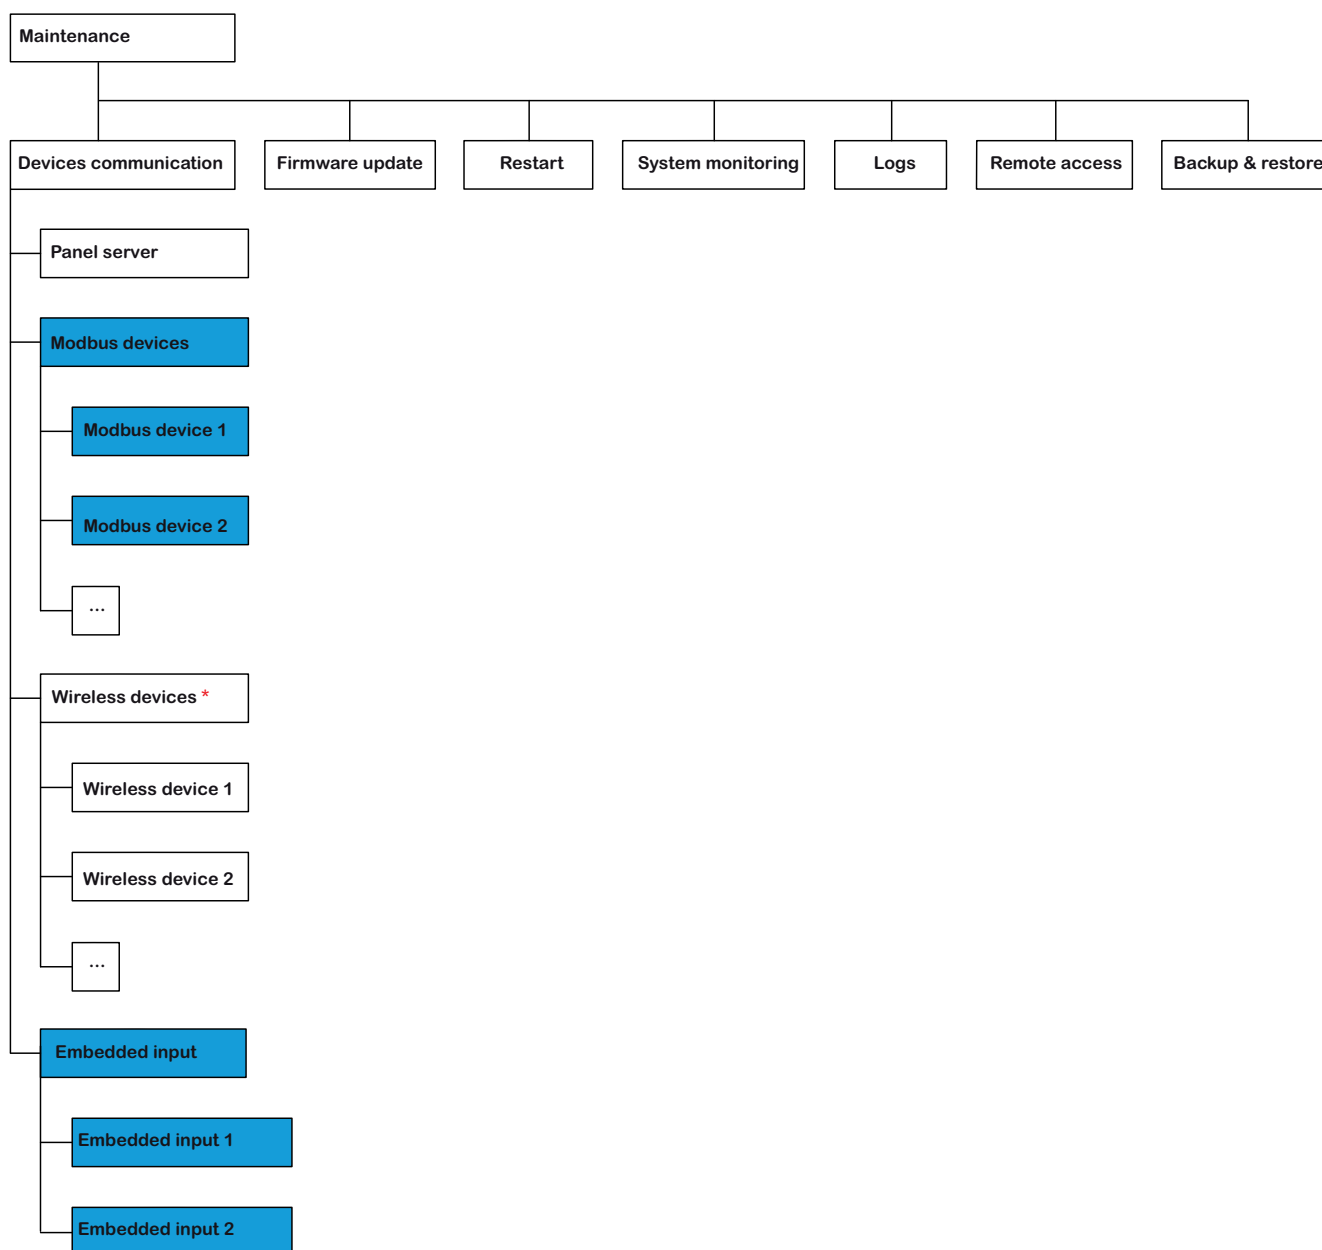 Maintenance
Devices communication
Firmware update
Restart
System monitoring
Logs
Remote access
Backup & restore
Panel server
Modbus devices
Modbus device 1
Modbus device 2
...
Wireless devices *
Wireless device 1
Wireless device 2
...
Embedded input
Embedded input 1
Embedded input 2